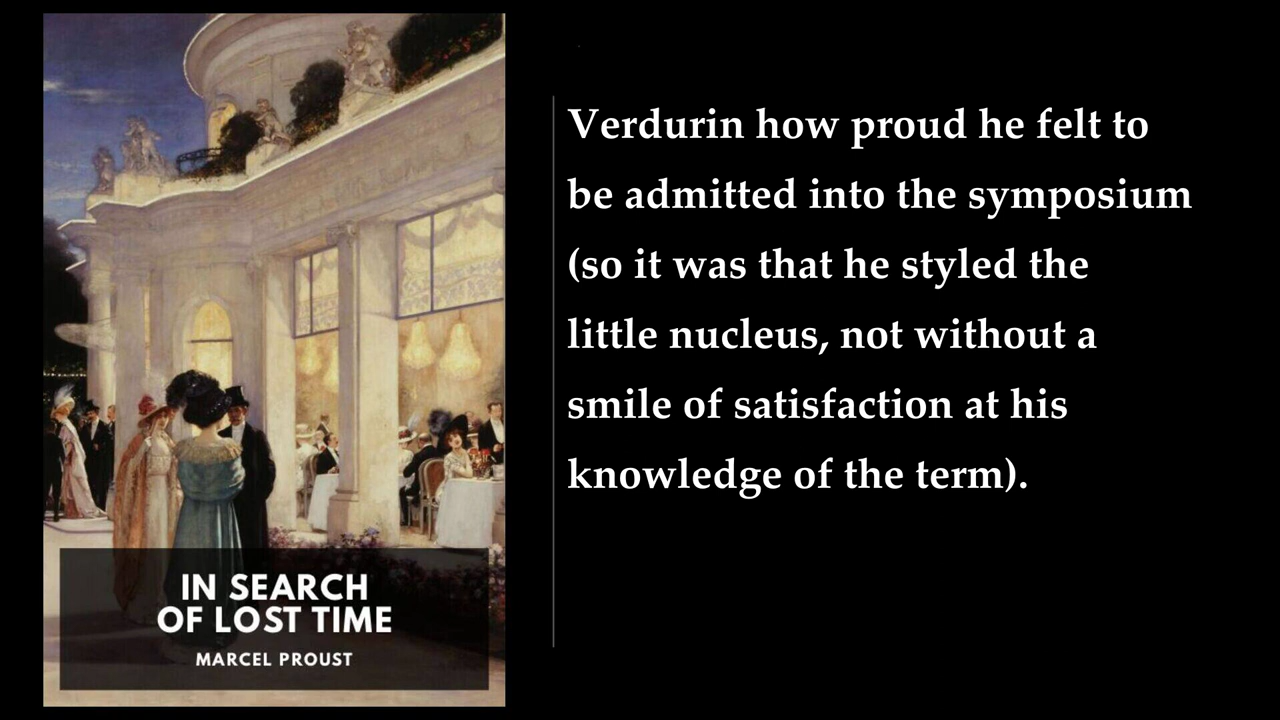 IN SEARCH
OF LOST TIME
MARCEL PROUST
Verdurin how proud he felt to
be admitted into the symposium
(so it was that he styled the
little nucleus, not without a
smile of satisfaction at his
knowledge of the term).